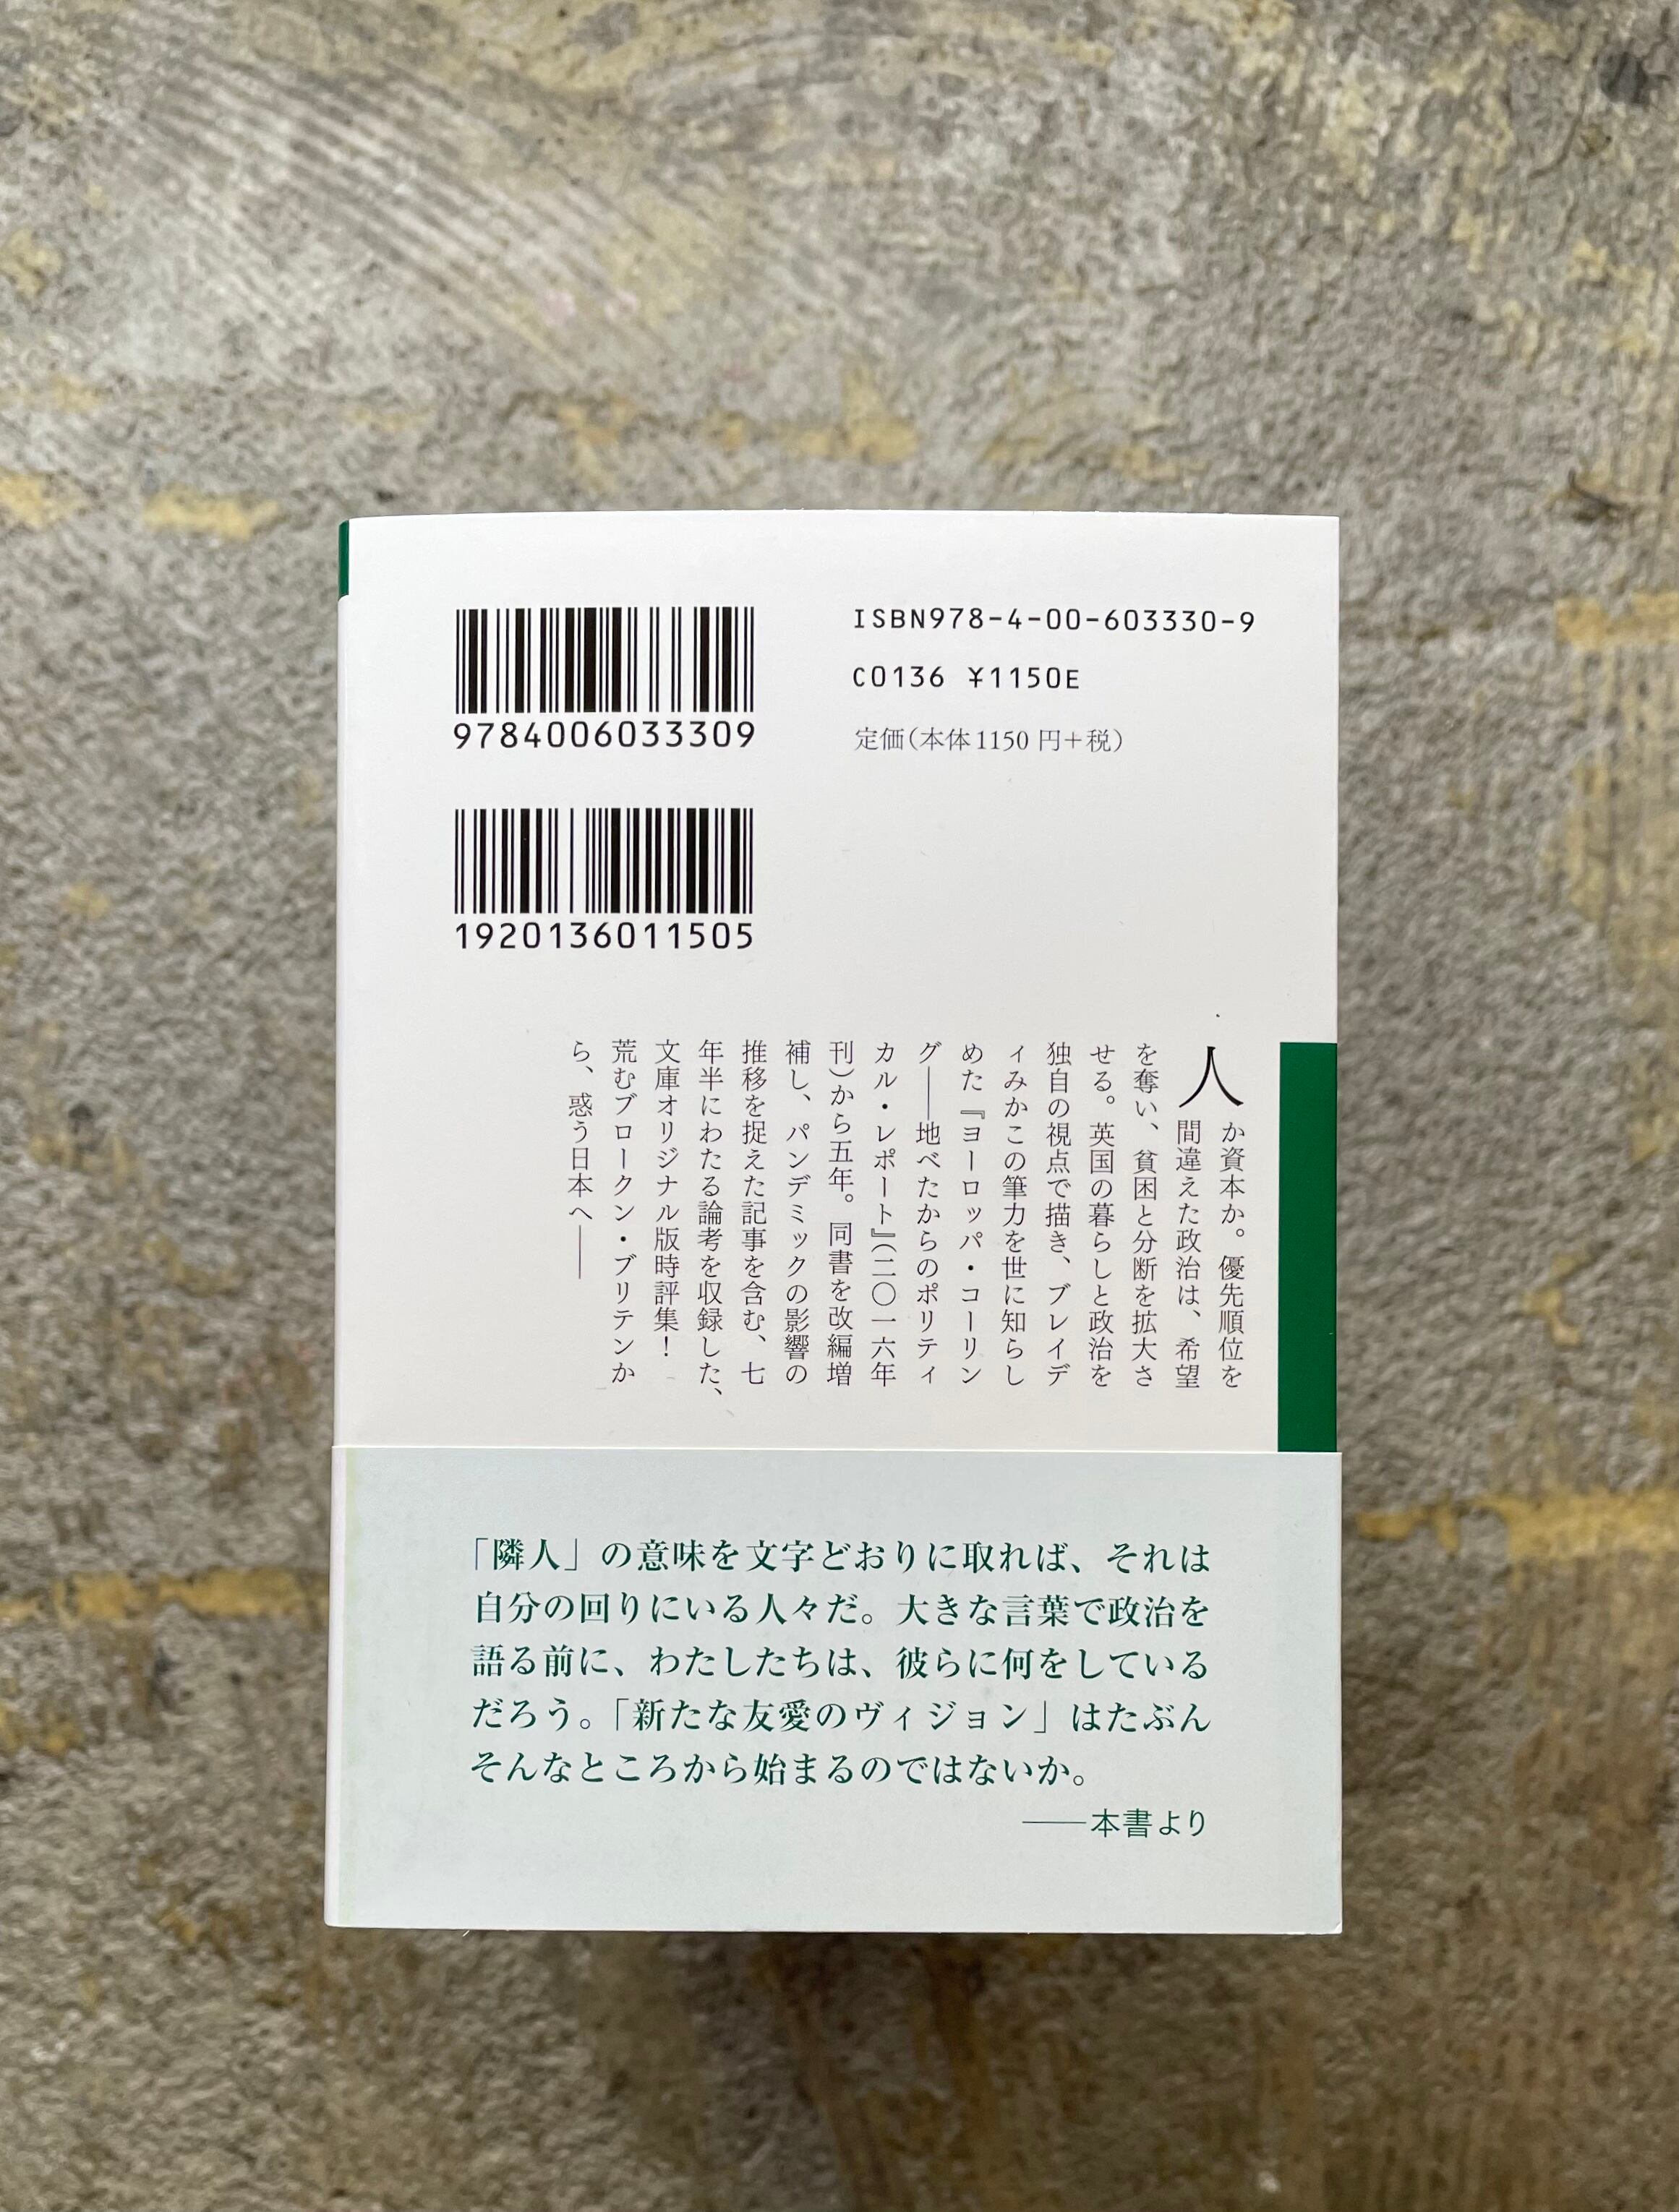 9784006033309
1920136011505
ISBN978-4-00-603330-9
C0136 ¥1150E
定価(本体1150円+税)
人か資本か。優先順位を
間違えた政治は、希望
を奪い、貧困と分断を拡大さ
せる。英国の暮らしと政治を
独自の視点で描き、ブレイデ
ィみかこの筆力を世に知らし
めた『ヨーロッパ・コーリン
グ――地べたからのポリティ
カル・レポート』(二〇一六年
刊)から五年。同書を改編増
補し、パンデミックの影響の
推移を捉えた記事を含む、七
年半にわたる論考を収録した、
文庫オリジナル版時評集!
荒むブロークン・ブリテンか
ら、惑う日本へ――
「隣人」の意味を文字どおりに取れば、それは
自分の回りにいる人々だ。大きな言葉で政治を
語る前に、わたしたちは、彼らに何をしている
だろう。「新たな友愛のヴィジョン」はたぶん
そんなところから始まるのではないか。
――本書より